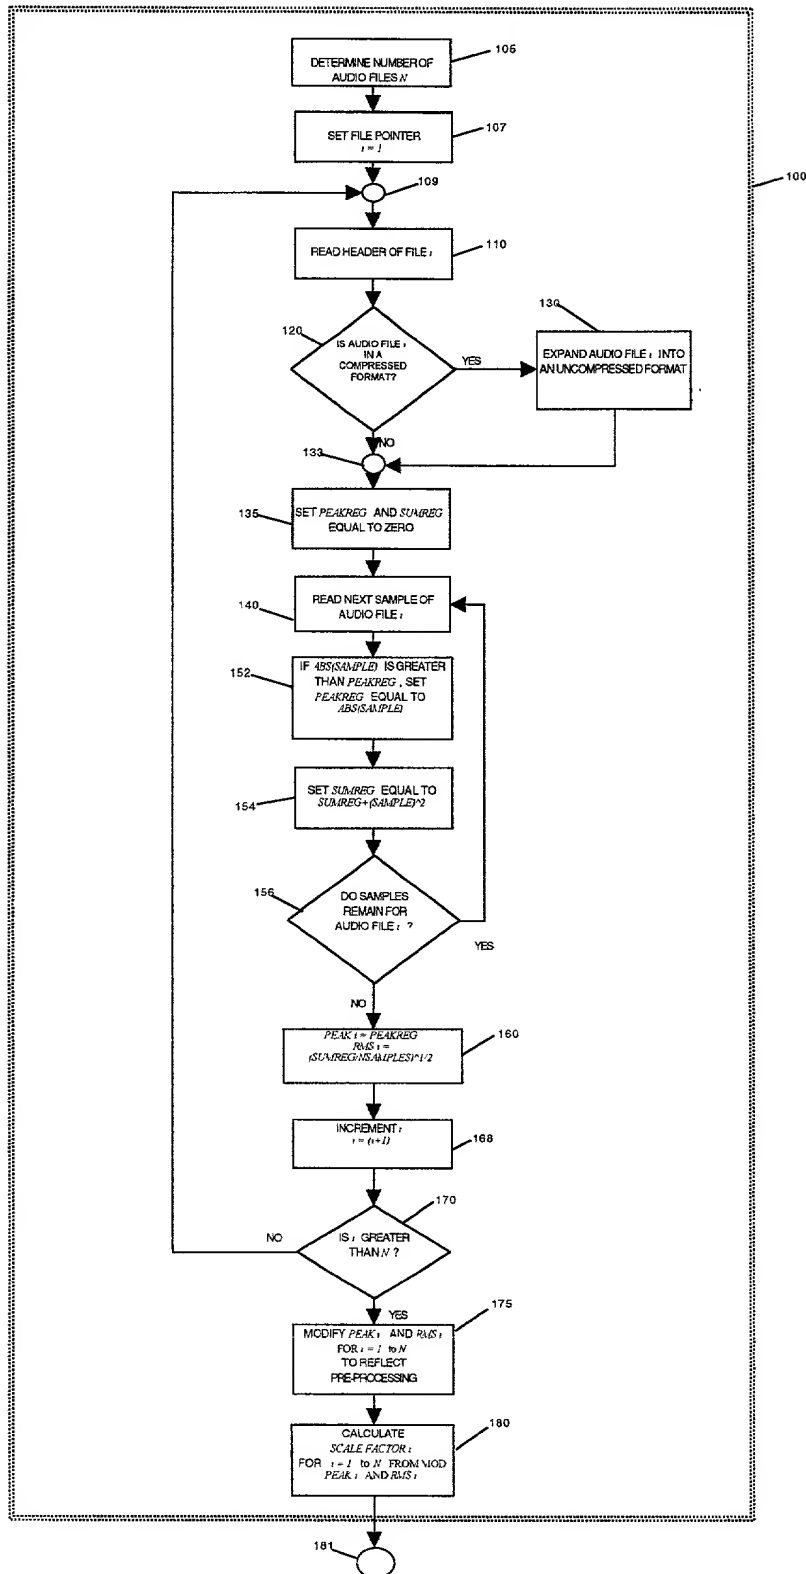 105
DETERMINE NUMBER OF
AUDIO FILES N
107
SET FILE POINTER
i = 1
109
100
READ HEADER OF FILE i
110
130
120
IS AUDIO FILE i
IN A
COMPRESSED
FORMAT?
YES
EXPAND AUDIO FILE i INTO
AN UNCOMPRESSED FORMAT
NO
133
135
SET PEAKREG AND SUMREG
EQUAL TO ZERO
140
READ NEXT SAMPLE OF
AUDIO FILE i
152
IF ABS(SAMPLE) IS GREATER
THAN PEAKREG, SET
PEAKREG EQUAL TO
ABS(SAMPLE)
154
SET SUMREG EQUAL TO
SUMREG+(SAMPLE)^2
156
DO SAMPLES
REMAIN FOR
AUDIO FILE i ?
YES
NO
PEAK i = PEAKREG
RMS i =
(SUMREG/NSAMPLES)^1/2
160
INCREMENT i
i = (i+1)
168
170
NO
IS i GREATER
THAN N ?
YES
175
MODIFY PEAK i AND RMS i
FOR i = 1 to N
TO REFLECT
PRE-PROCESSING
180
CALCULATE
SCALE FACTOR i
FOR i = 1 to N FROM MOD
PEAK i AND RMS i
181